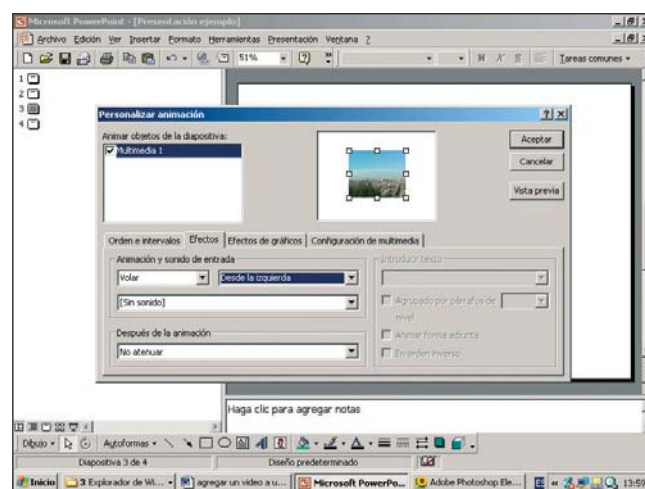 Microsoft PowerPoint - [Presentación ejemplo]
Archivo Edición Ver Insertar Formato Herramientas Presentación Ventana ?
51% N K S Tareas comunes
1
2
3
4
Personalizar animación
Animar objetos de la diapositiva:
Multimedia 1
Aceptar
Cancelar
Vista previa
Orden e intervalos Efectos Efectos de gráficos Configuración de multimedia
Animación y sonido de entrada
Volar Desde la izquierda
[Sin sonido]
Después de la animación
No atenuar
Introducir texto
Agrupado por párrafos de
nivel
Animar forma adjunta
En orden inverso
Haga clic para agregar notas
Dibujo Autoformas
Diapositiva 3 de 4 Diseño predeterminado
Inicio 3 Explorador de Wi... agregar un video a u... Microsoft PowerPo... Adobe Photoshop Ele... 13:59